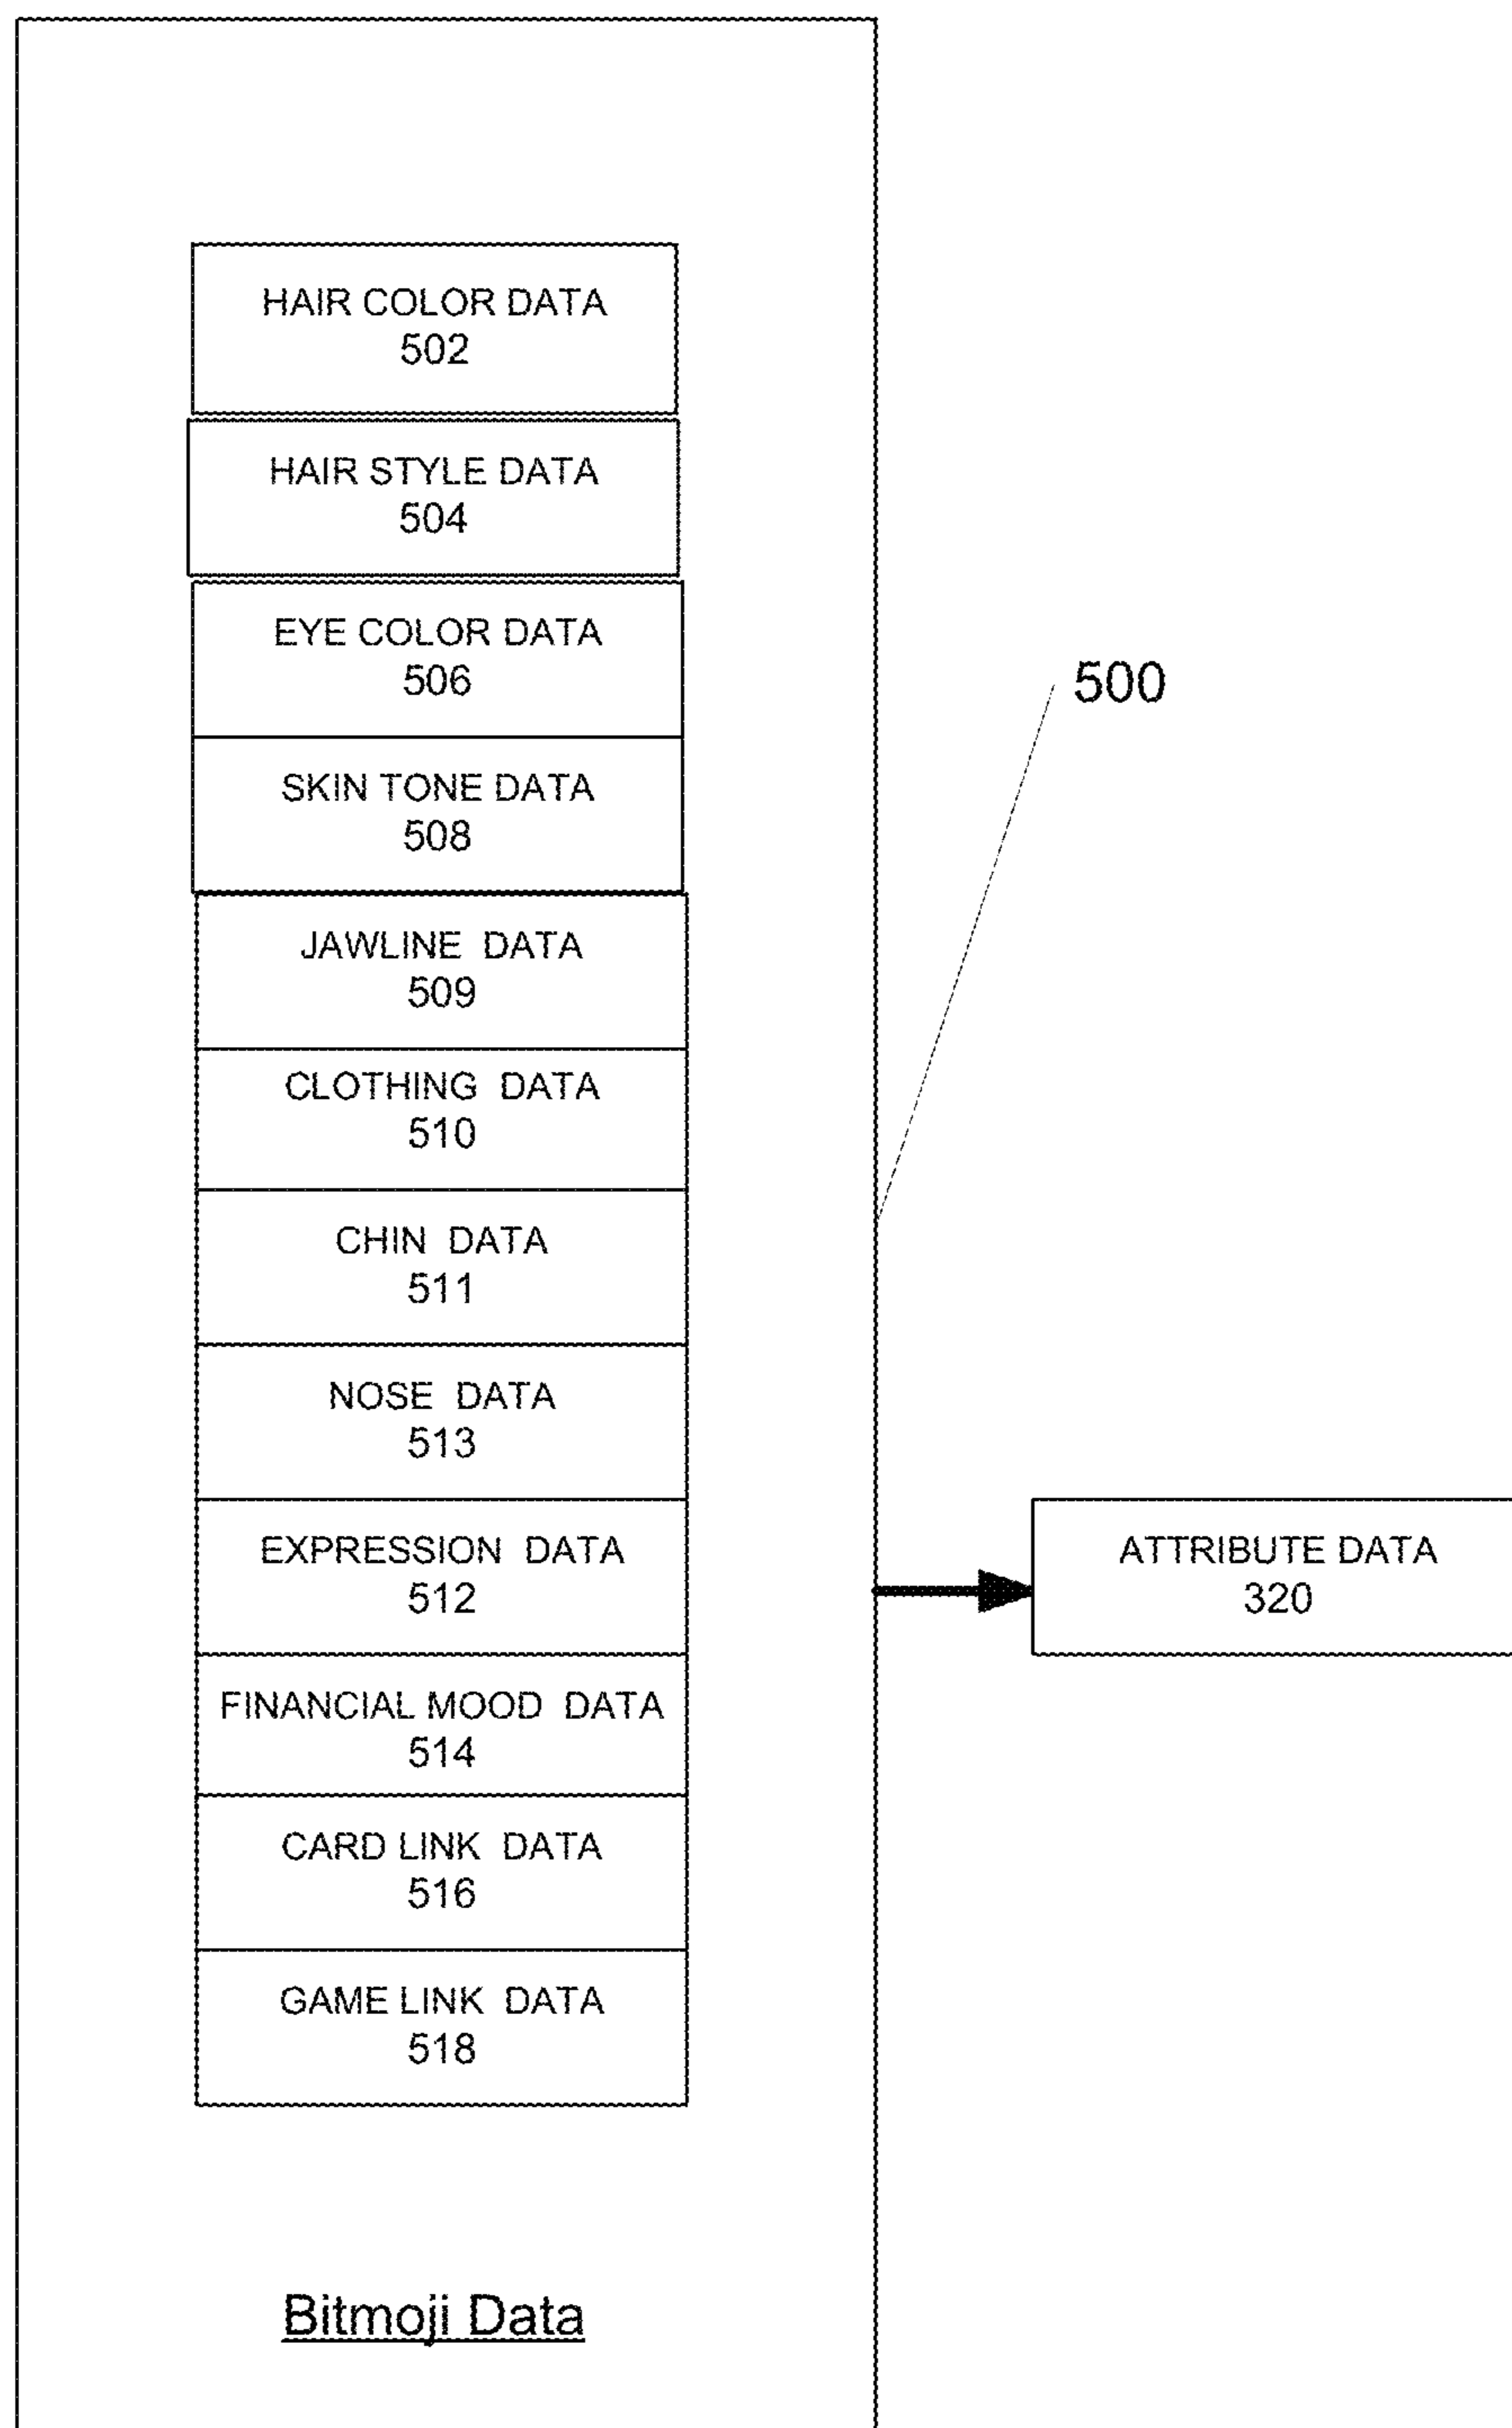 HAIR COLOR DATA
502
HAIR STYLE DATA
504
EYE COLOR DATA
506
500
SKIN TONE DATA
508
JAWLINE DATA
509
CLOTHING DATA
510
CHIN DATA
511
NOSE DATA
513
EXPRESSION DATA
512
ATTRIBUTE DATA
320
FINANCIAL MOOD DATA
514
CARD LINK DATA
516
GAME LINK DATA
518
Bitmoji Data